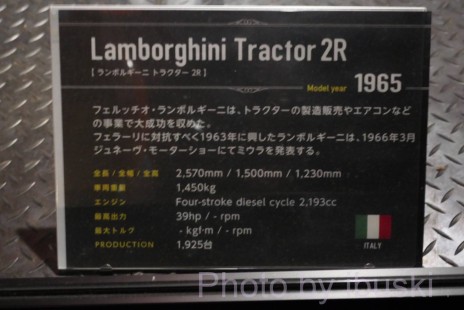 Lamborghini Tractor 2R
【 ランボルギーニ トラクター 2R 】
Model year 1965
フェルッチオ・ランボルギーニは、トラクターの製造販売やエアコンなど
の事業で大成功を収めた。
フェラーリに対抗すべく1963年に興したランボルギーニは、1966年3月
ジュネーヴ・モーターショーにてミウラを発表する。
全長 / 全幅 / 全高 2,570mm / 1,500mm / 1,230mm
車両重量 1,450kg
エンジン Four-stroke diesel cycle 2,193cc
最高出力 39hp / - rpm
最大トルク - kgf·m / - rpm
PRODUCTION 1,925台
ITALY
Photo by ibuski